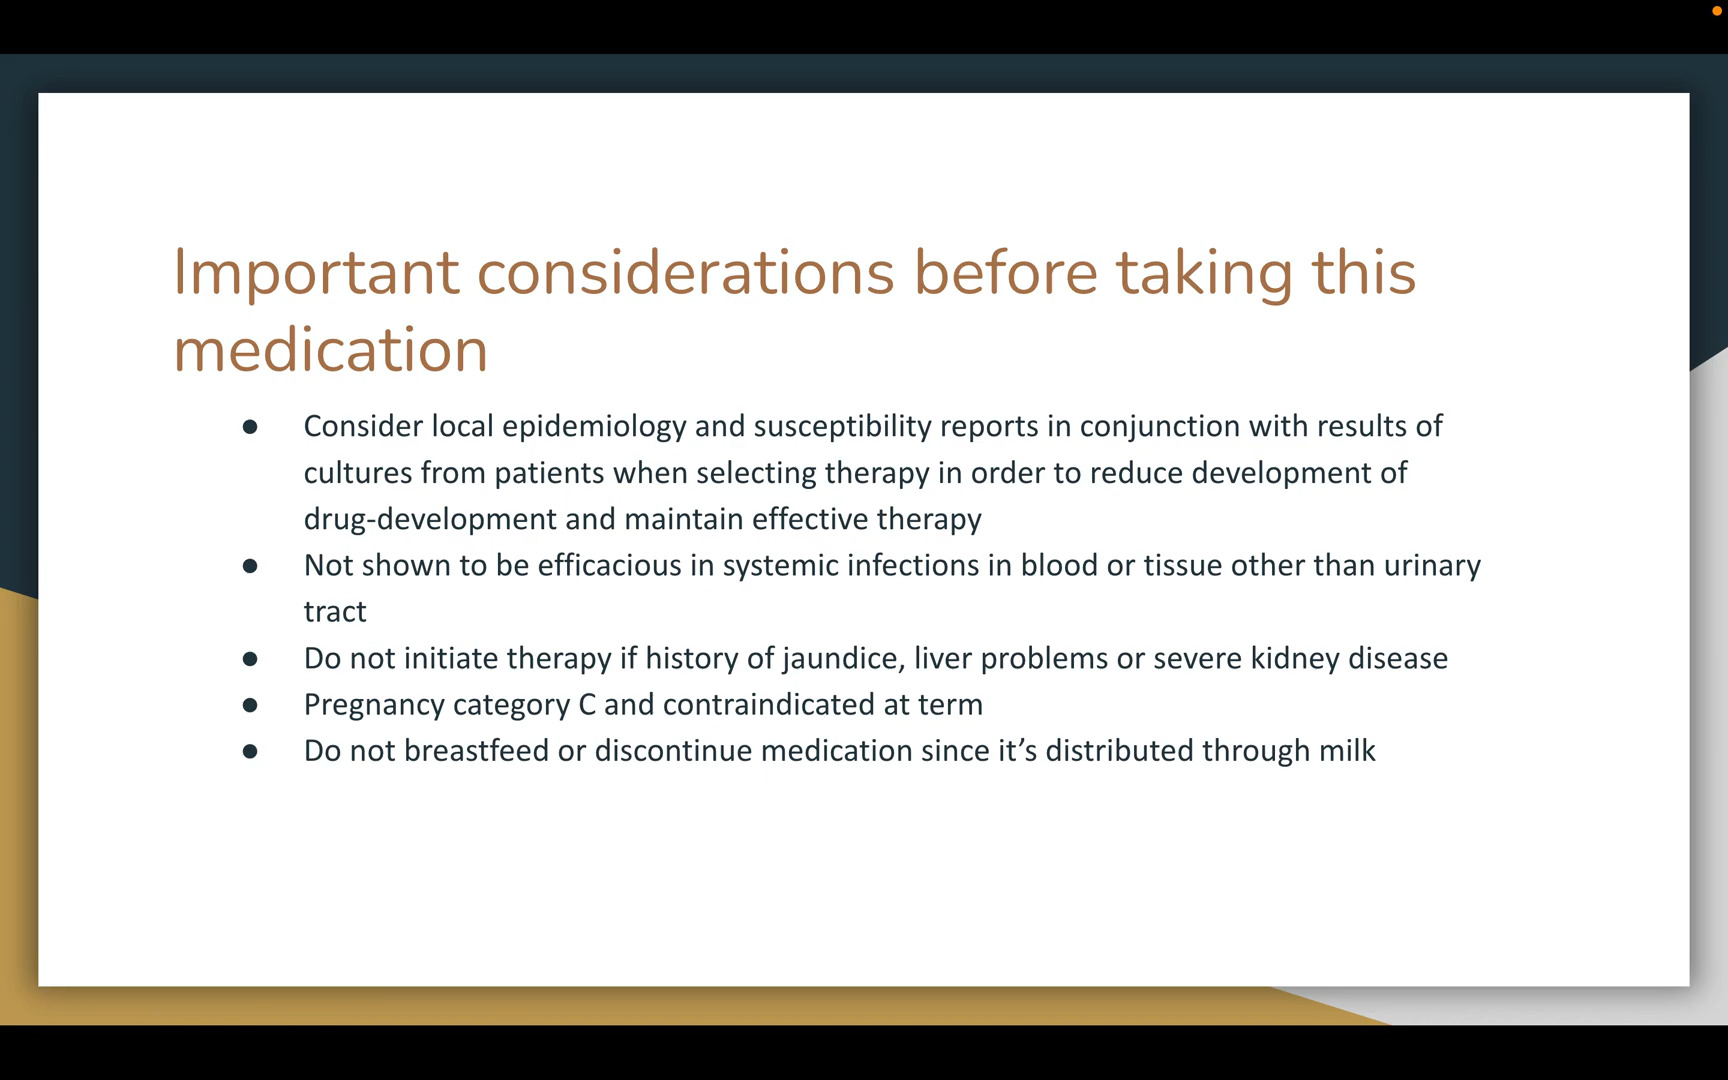 Important considerations before taking this
medication
● Consider local epidemiology and susceptibility reports in conjunction with results of
cultures from patients when selecting therapy in order to reduce development of
drug-development and maintain effective therapy
● Not shown to be efficacious in systemic infections in blood or tissue other than urinary
tract
● Do not initiate therapy if history of jaundice, liver problems or severe kidney disease
● Pregnancy category C and contraindicated at term
● Do not breastfeed or discontinue medication since it’s distributed through milk